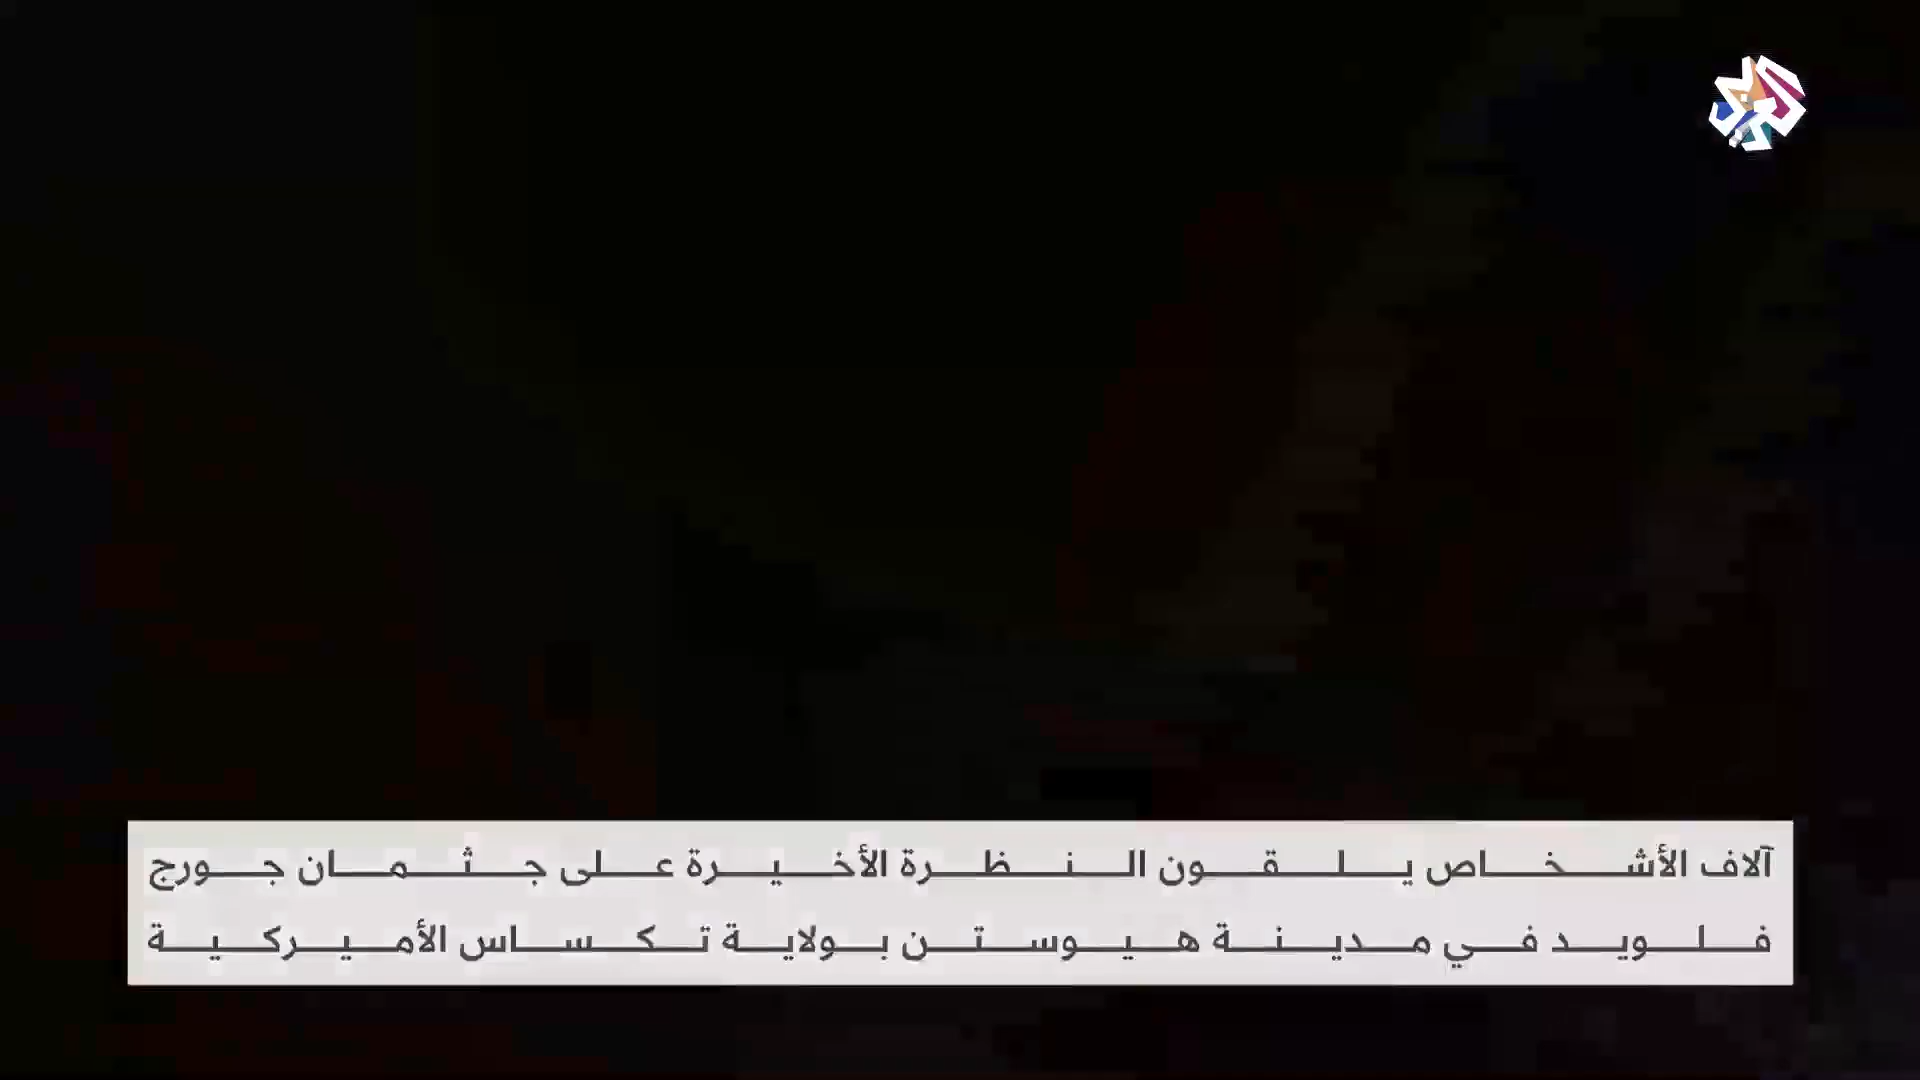 آلاف الأشخاص يلقون النظرة الأخيرة على جثمان جورج
فلويد في مدينة هيوستن بولاية تكساس الأميركية